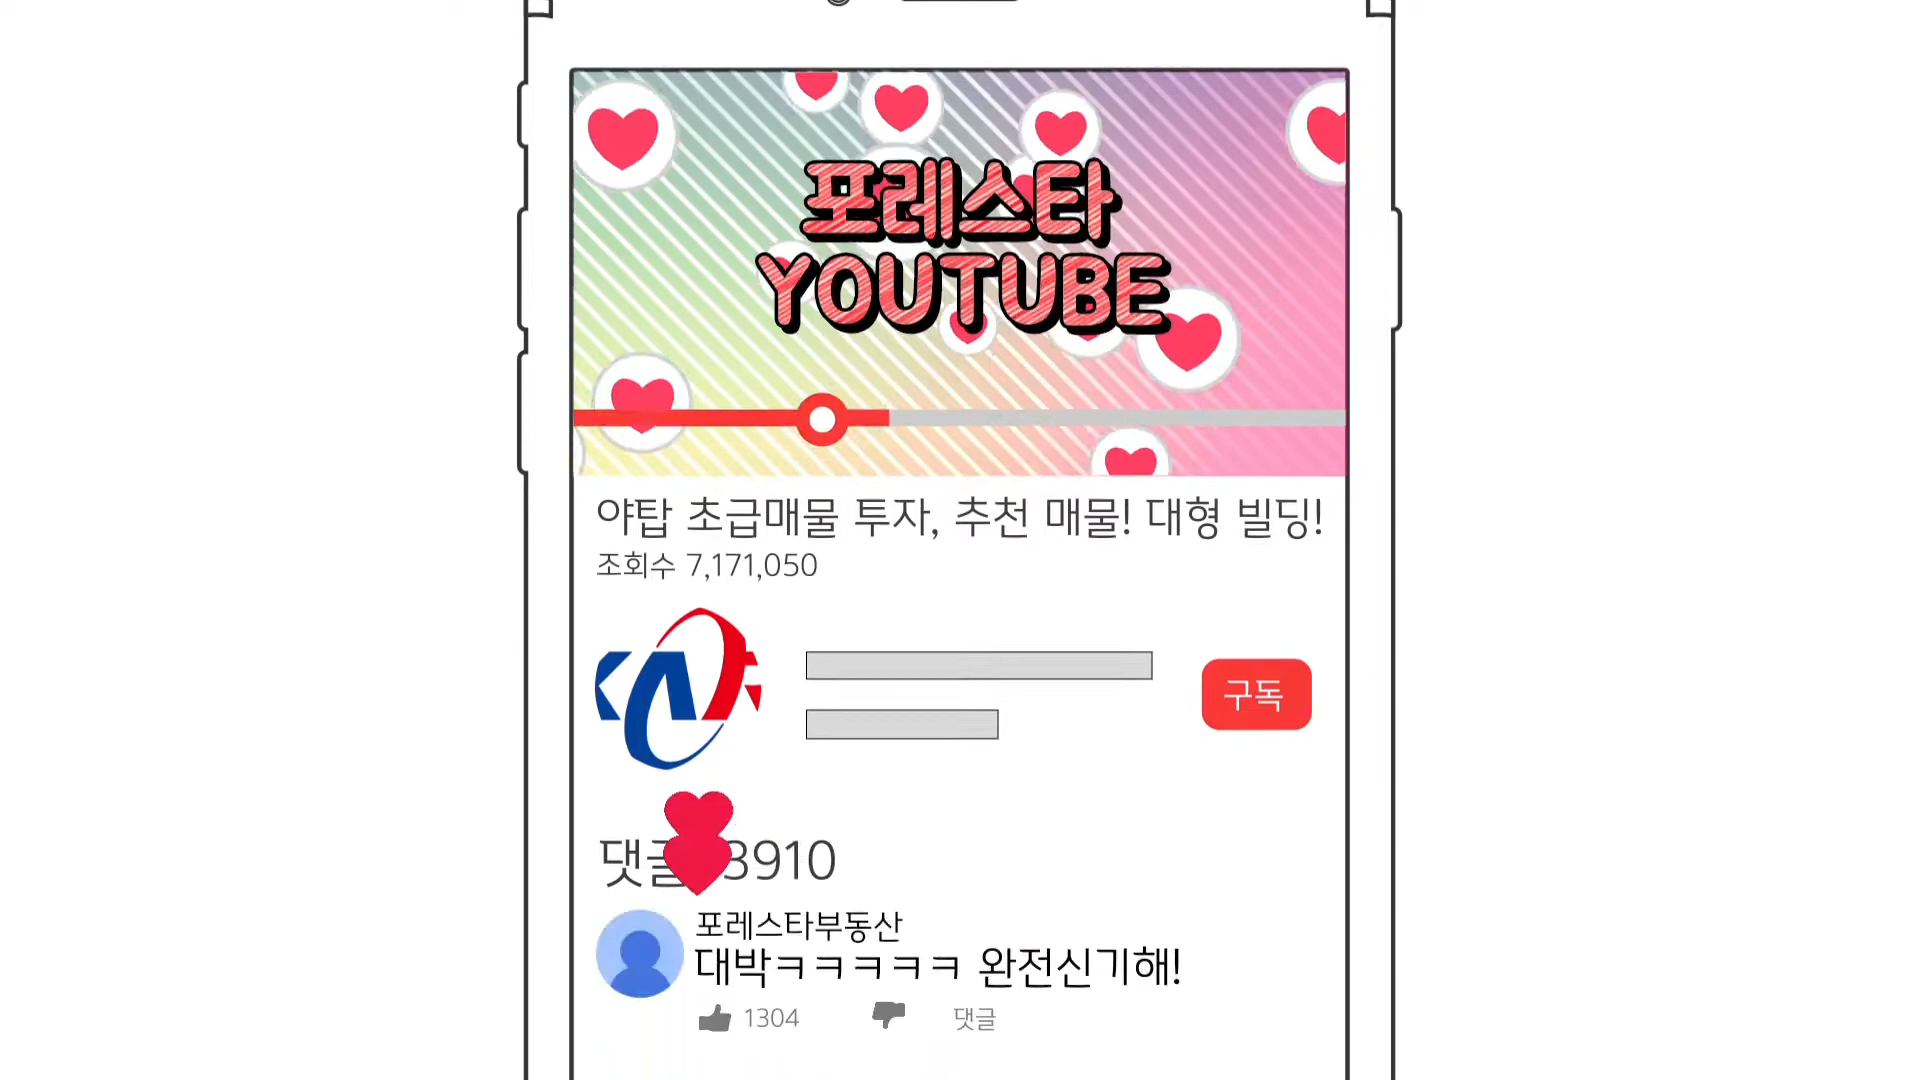 포레스타
YOUTUBE
야탑 초급매물 투자, 추천 매물! 대형 빌딩!
조회수 7,171,050
구독
댓글 3910
포레스타부동산
대박ㅋㅋㅋㅋㅋ 완전신기해!
1304
댓글